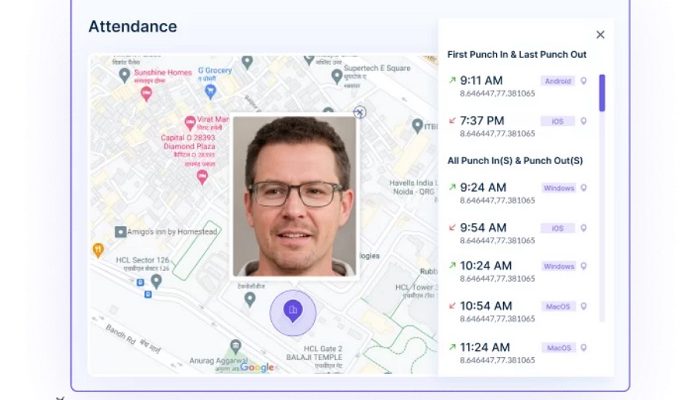 Attendance
Sunshine Homes
G Grocery
Supertech E Square
Virat Mar
Capital O 28393
Diamond Plaza
ITBI
Havells India L
Noida - QRG
Amigo's inn by Homestead
HCL Sector 126
ologies
Rubb
HCL Tower
HCL Gate 2
BALAJI TEMPLE
Bandh Rd
Anurag Aggarwal
Google
First Punch In & Last Punch Out
9:11 AM Android
8.646447,77.381065
7:37 PM iOS
8.646447,77.381065
All Punch In(S) & Punch Out(S)
9:24 AM Windows
8.646447,77.381065
9:54 AM iOS
8.646447,77.381065
10:24 AM Windows
8.646447,77.381065
10:54 AM MacOS
8.646447,77.381065
11:24 AM MacOS
8.646447,77.381065